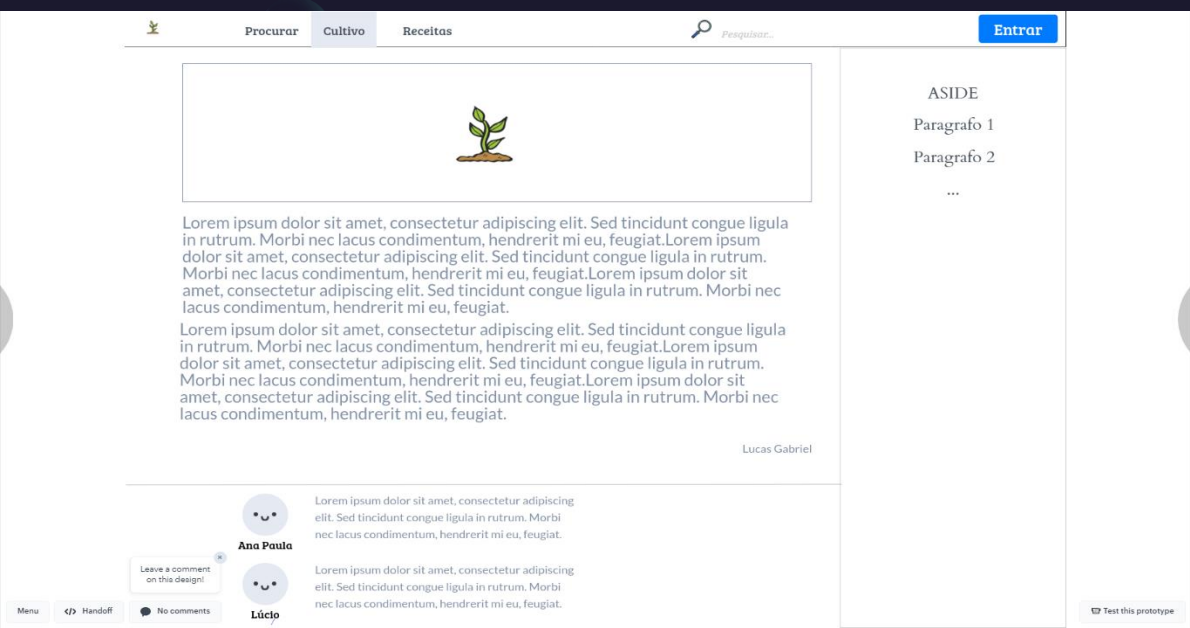 Procurar Cultivo Receitas Pesquisar... Entrar
Lorem ipsum dolor sit amet, consectetur adipiscing elit. Sed tincidunt congue ligula
in rutrum. Morbi nec lacus condimentum, hendrerit mi eu, feugiat.Lorem ipsum
dolor sit amet, consectetur adipiscing elit. Sed tincidunt congue ligula in rutrum.
Morbi nec lacus condimentum, hendrerit mi eu, feugiat.Lorem ipsum dolor sit
amet, consectetur adipiscing elit. Sed tincidunt congue ligula in rutrum. Morbi nec
lacus condimentum, hendrerit mi eu, feugiat.
Lorem ipsum dolor sit amet, consectetur adipiscing elit. Sed tincidunt congue ligula
in rutrum. Morbi nec lacus condimentum, hendrerit mi eu, feugiat.Lorem ipsum
dolor sit amet, consectetur adipiscing elit. Sed tincidunt congue ligula in rutrum.
Morbi nec lacus condimentum, hendrerit mi eu, feugiat.Lorem ipsum dolor sit
amet, consectetur adipiscing elit. Sed tincidunt congue ligula in rutrum. Morbi nec
lacus condimentum, hendrerit mi eu, feugiat.
Lucas Gabriel
ASIDE
Paragrafo 1
Paragrafo 2
...
Lorem ipsum dolor sit amet, consectetur adipiscing
elit. Sed tincidunt congue ligula in rutrum. Morbi
nec lacus condimentum, hendrerit mi eu, feugiat.
Ana Paula
Lorem ipsum dolor sit amet, consectetur adipiscing
elit. Sed tincidunt congue ligula in rutrum. Morbi
nec lacus condimentum, hendrerit mi eu, feugiat.
Lúcio
Leave a comment
on this design!
Menu </> Handoff No comments Test this prototype